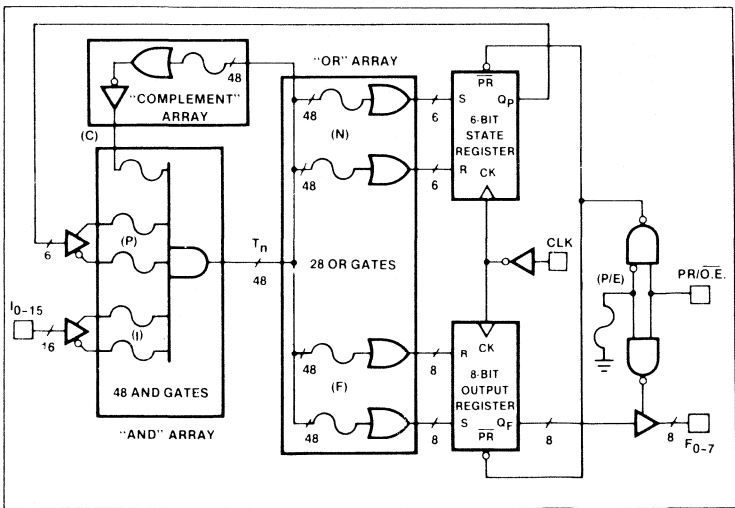 "OR" ARRAY
48
"COMPLEMENT"
ARRAY
(C)
(P)
6
I0-15
16
(I)
48 AND GATES
"AND" ARRAY
Tn
48
48
(N)
48
28 OR GATES
48
(F)
48
6
6
8
8
PR
S
QP
6-BIT
STATE
REGISTER
R
CK
CLK
CK
R
8-BIT
OUTPUT
REGISTER
S
QF
PR
8
(P/E)
PR/O.E.
8
F0-7